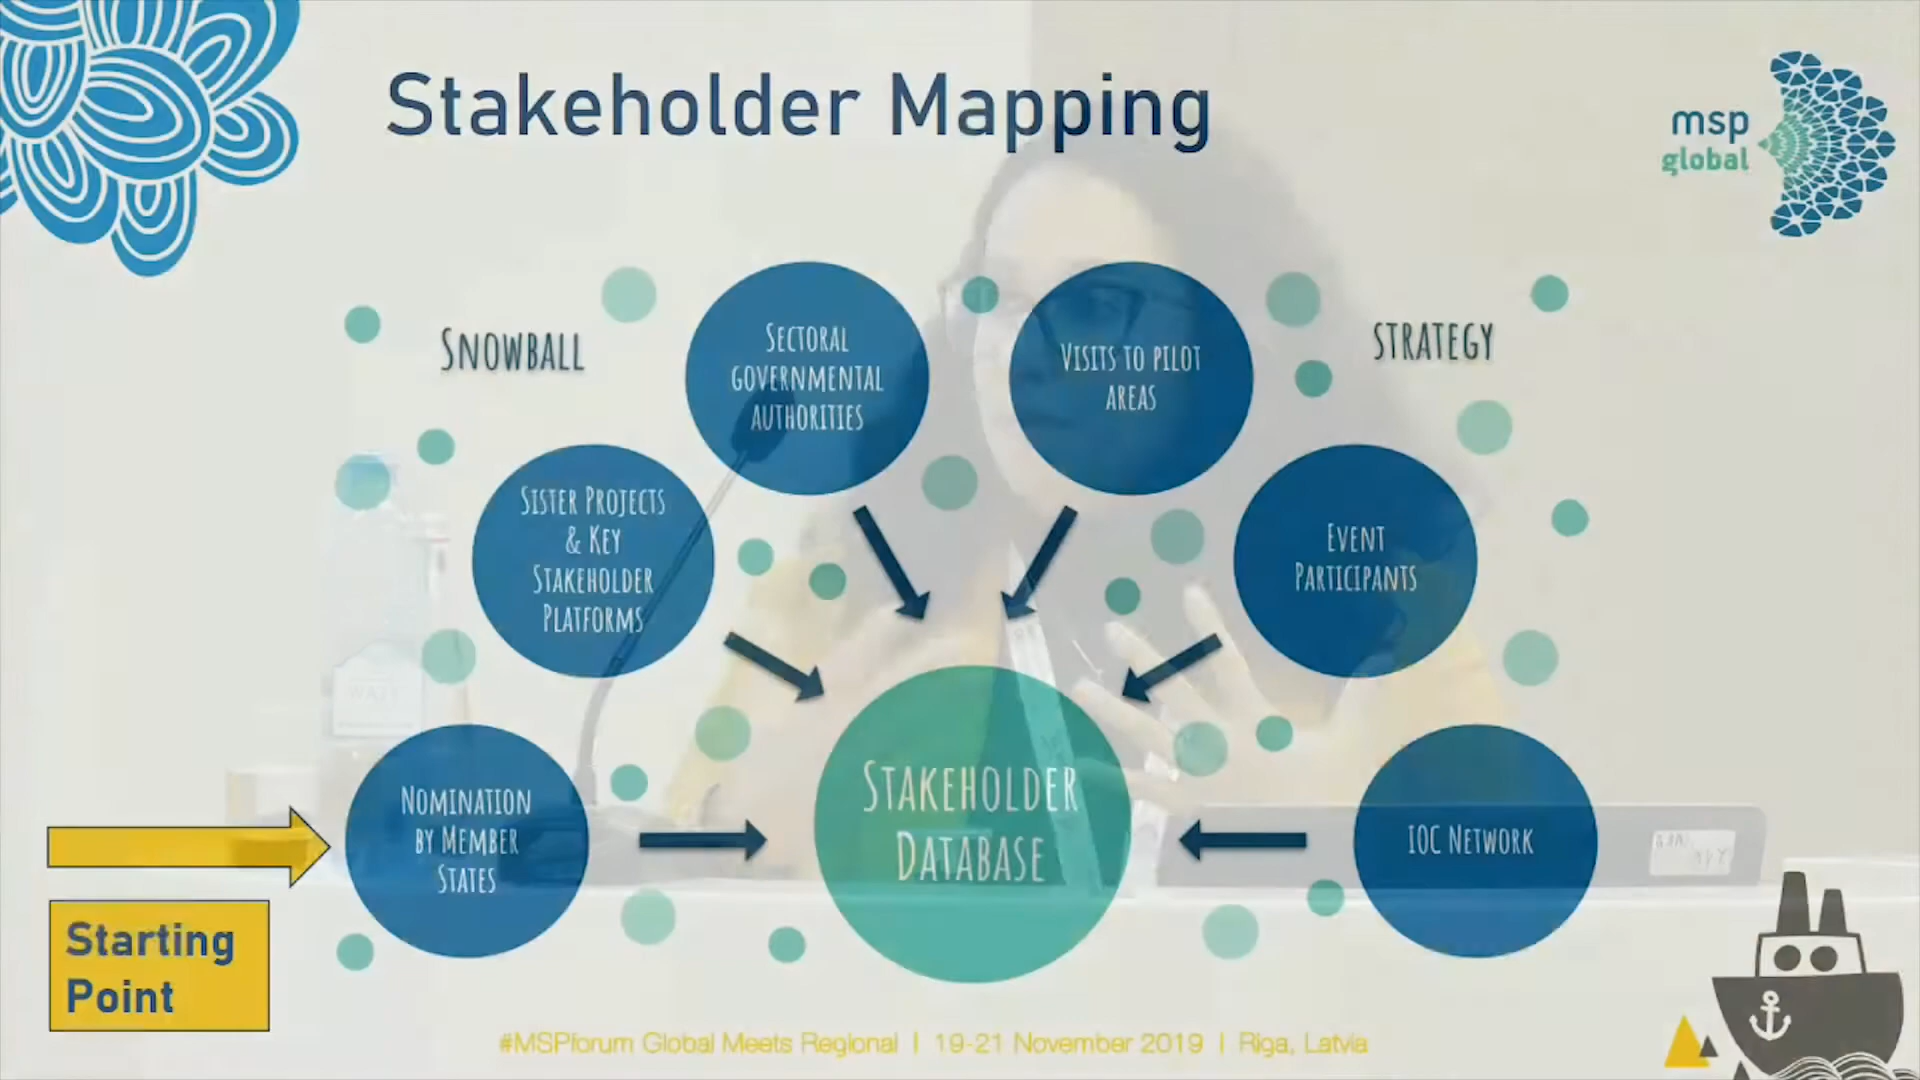 Stakeholder Mapping
msp
global
Snowball
Sectoral
governmental
authorities
Visits to pilot
areas
strategy
Sister Projects
& Key
Stakeholder
Platforms
Event
Participants
Nomination
by Member
States
Stakeholder
Database
IOC Network
Starting
Point
#MSPforum Global Meets Regional | 19-21 November 2019 | Riga, Latvia